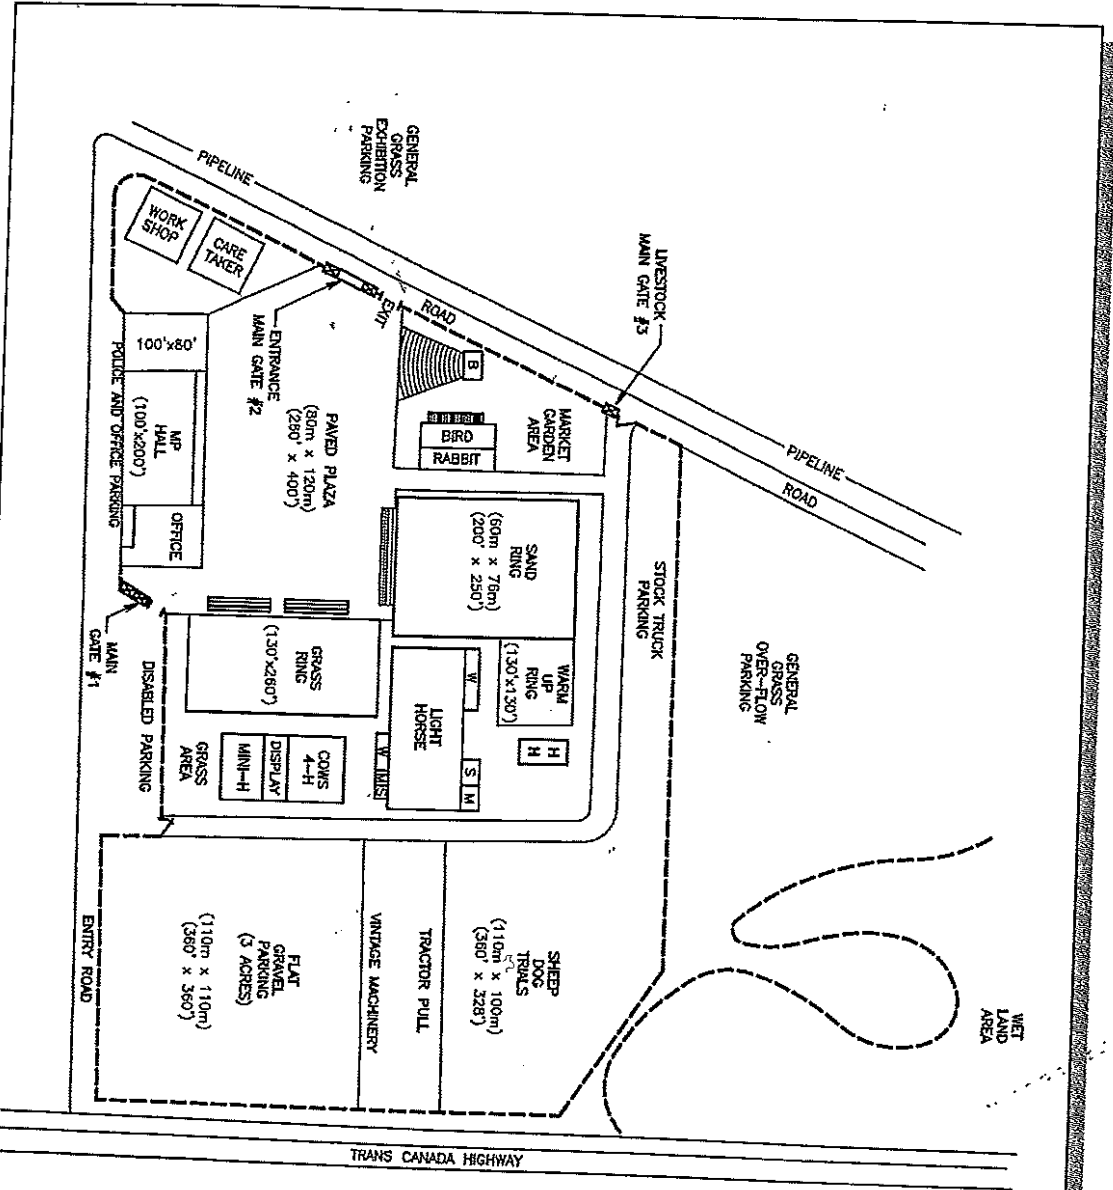 GENERAL
GRASS
EXHIBITION
PARKING
PIPELINE
ROAD
WORK
SHOP
CARE
TAKER
LIVESTOCK
MAIN GATE #3
ENTRANCE
MAIN GATE #2
EXIT
B
MARKET
GARDEN
AREA
BIRD
RABBIT
100'x80'
MP
HALL
(100'x200')
OFFICE
POLICE AND OFFICE PARKING
PAVED PLAZA
(80m x 120m)
(280' x 400')
PIPELINE
ROAD
SAND
RING
(60m x 76m)
(200' x 250')
STOCK TRUCK
PARKING
GENERAL
GRASS
OVER-FLOW
PARKING
MAIN
GATE #1
DISABLED PARKING
GRASS
RING
(130'x260')
WARM
UP
RING
(130'x130')
W
LIGHT
HORSE
H
H
S
M
W
M
S
COWS
4-H
DISPLAY
MINI-H
GRASS
AREA
ENTRY ROAD
FLAT
GRAVEL
PARKING
(3 ACRES)
(110m x 110m)
(360' x 360')
VINTAGE MACHINERY
TRACTOR PULL
SHEEP
DOG
TRIALS
(110m x 100m)
(360' x 328')
WET
LAND
AREA
TRANS CANADA HIGHWAY